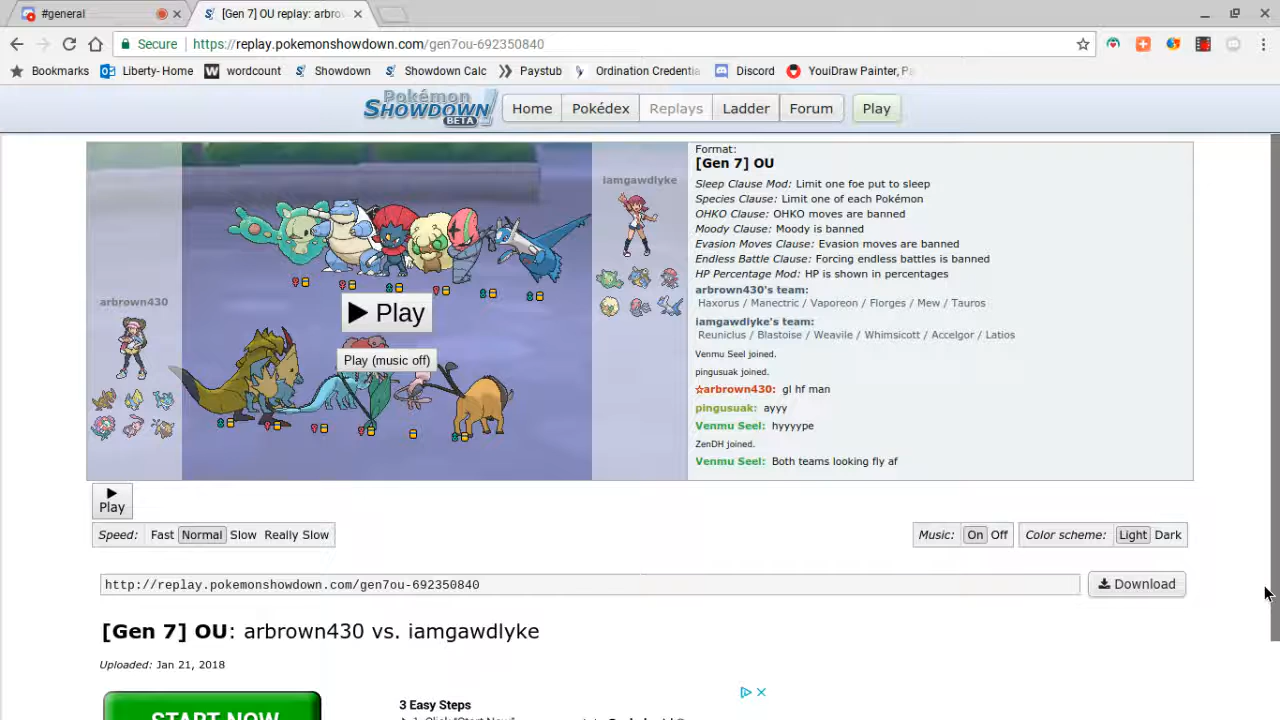 #general
[Gen 7] OU replay: arbro
Secure
https://replay.pokemonshowdown.com/gen7ou-692350840
Bookmarks
Liberty- Home
wordcount
Showdown
Showdown Calc
Paystub
Ordination Credentia
Discord
YouiDraw Painter, Pa
Pokémon
SHOWDOWN!
BETA
Home
Pokédex
Replays
Ladder
Forum
Play
iamgawdlyke
arbrown430
Play
Play (music off)
Format:
[Gen 7] OU
Sleep Clause Mod: Limit one foe put to sleep
Species Clause: Limit one of each Pokémon
OHKO Clause: OHKO moves are banned
Moody Clause: Moody is banned
Evasion Moves Clause: Evasion moves are banned
Endless Battle Clause: Forcing endless battles is banned
HP Percentage Mod: HP is shown in percentages
arbrown430's team:
Haxorus / Manectric / Vaporeon / Florges / Mew / Tauros
iamgawdlyke's team:
Reuniclus / Blastoise / Weavile / Whimsicott / Accelgor / Latios
Venmu Seel joined.
pingusuak joined.
☆arbrown430: gl hf man
pingusuak: ayyy
Venmu Seel: hyyyype
ZenDH joined.
Venmu Seel: Both teams looking fly af
Play
Speed: Fast Normal Slow Really Slow
Music: On Off
Color scheme: Light Dark
http://replay.pokemonshowdown.com/gen7ou-692350840
Download
[Gen 7] OU: arbrown430 vs. iamgawdlyke
Uploaded: Jan 21, 2018
START NOW
3 Easy Steps